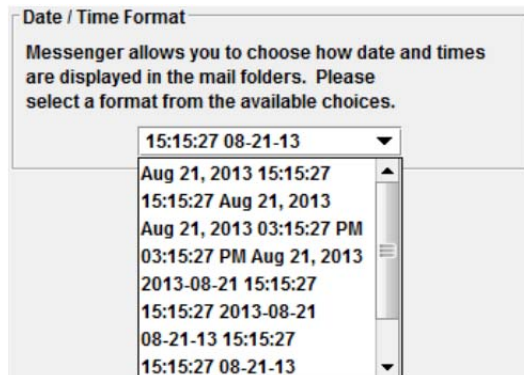 Date / Time Format
Messenger allows you to choose how date and times
are displayed in the mail folders.  Please
select a format from the available choices.
15:15:27 08-21-13
Aug 21, 2013 15:15:27
15:15:27 Aug 21, 2013
Aug 21, 2013 03:15:27 PM
03:15:27 PM Aug 21, 2013
2013-08-21 15:15:27
15:15:27 2013-08-21
08-21-13 15:15:27
15:15:27 08-21-13